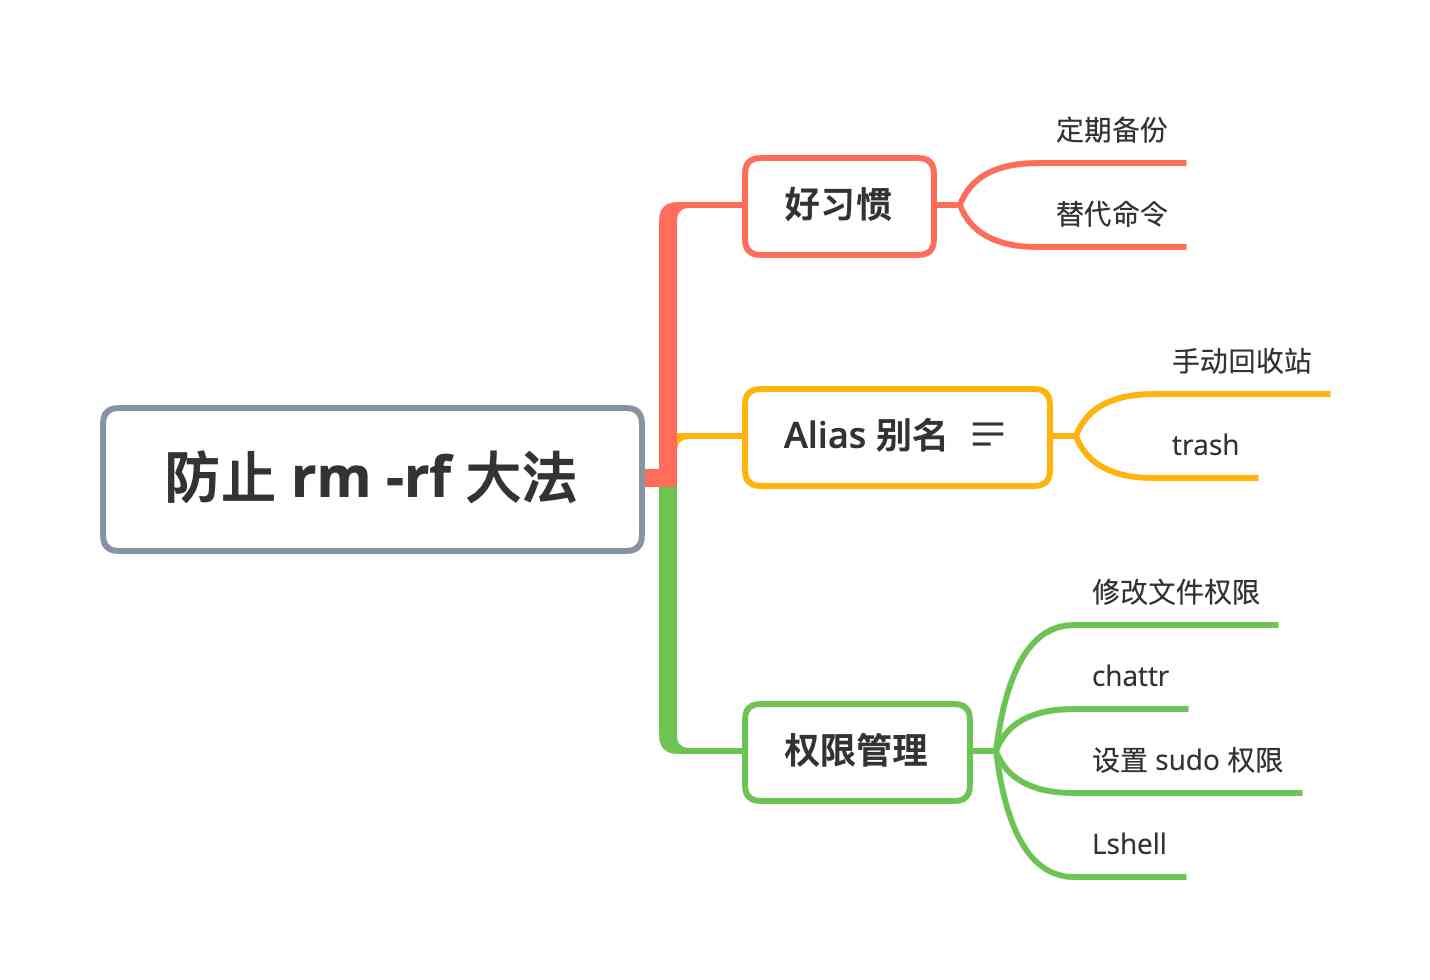 防止 rm -rf 大法
好习惯
定期备份
替代命令
Alias 别名
手动回收站
trash
权限管理
修改文件权限
chattr
设置 sudo 权限
Lshell